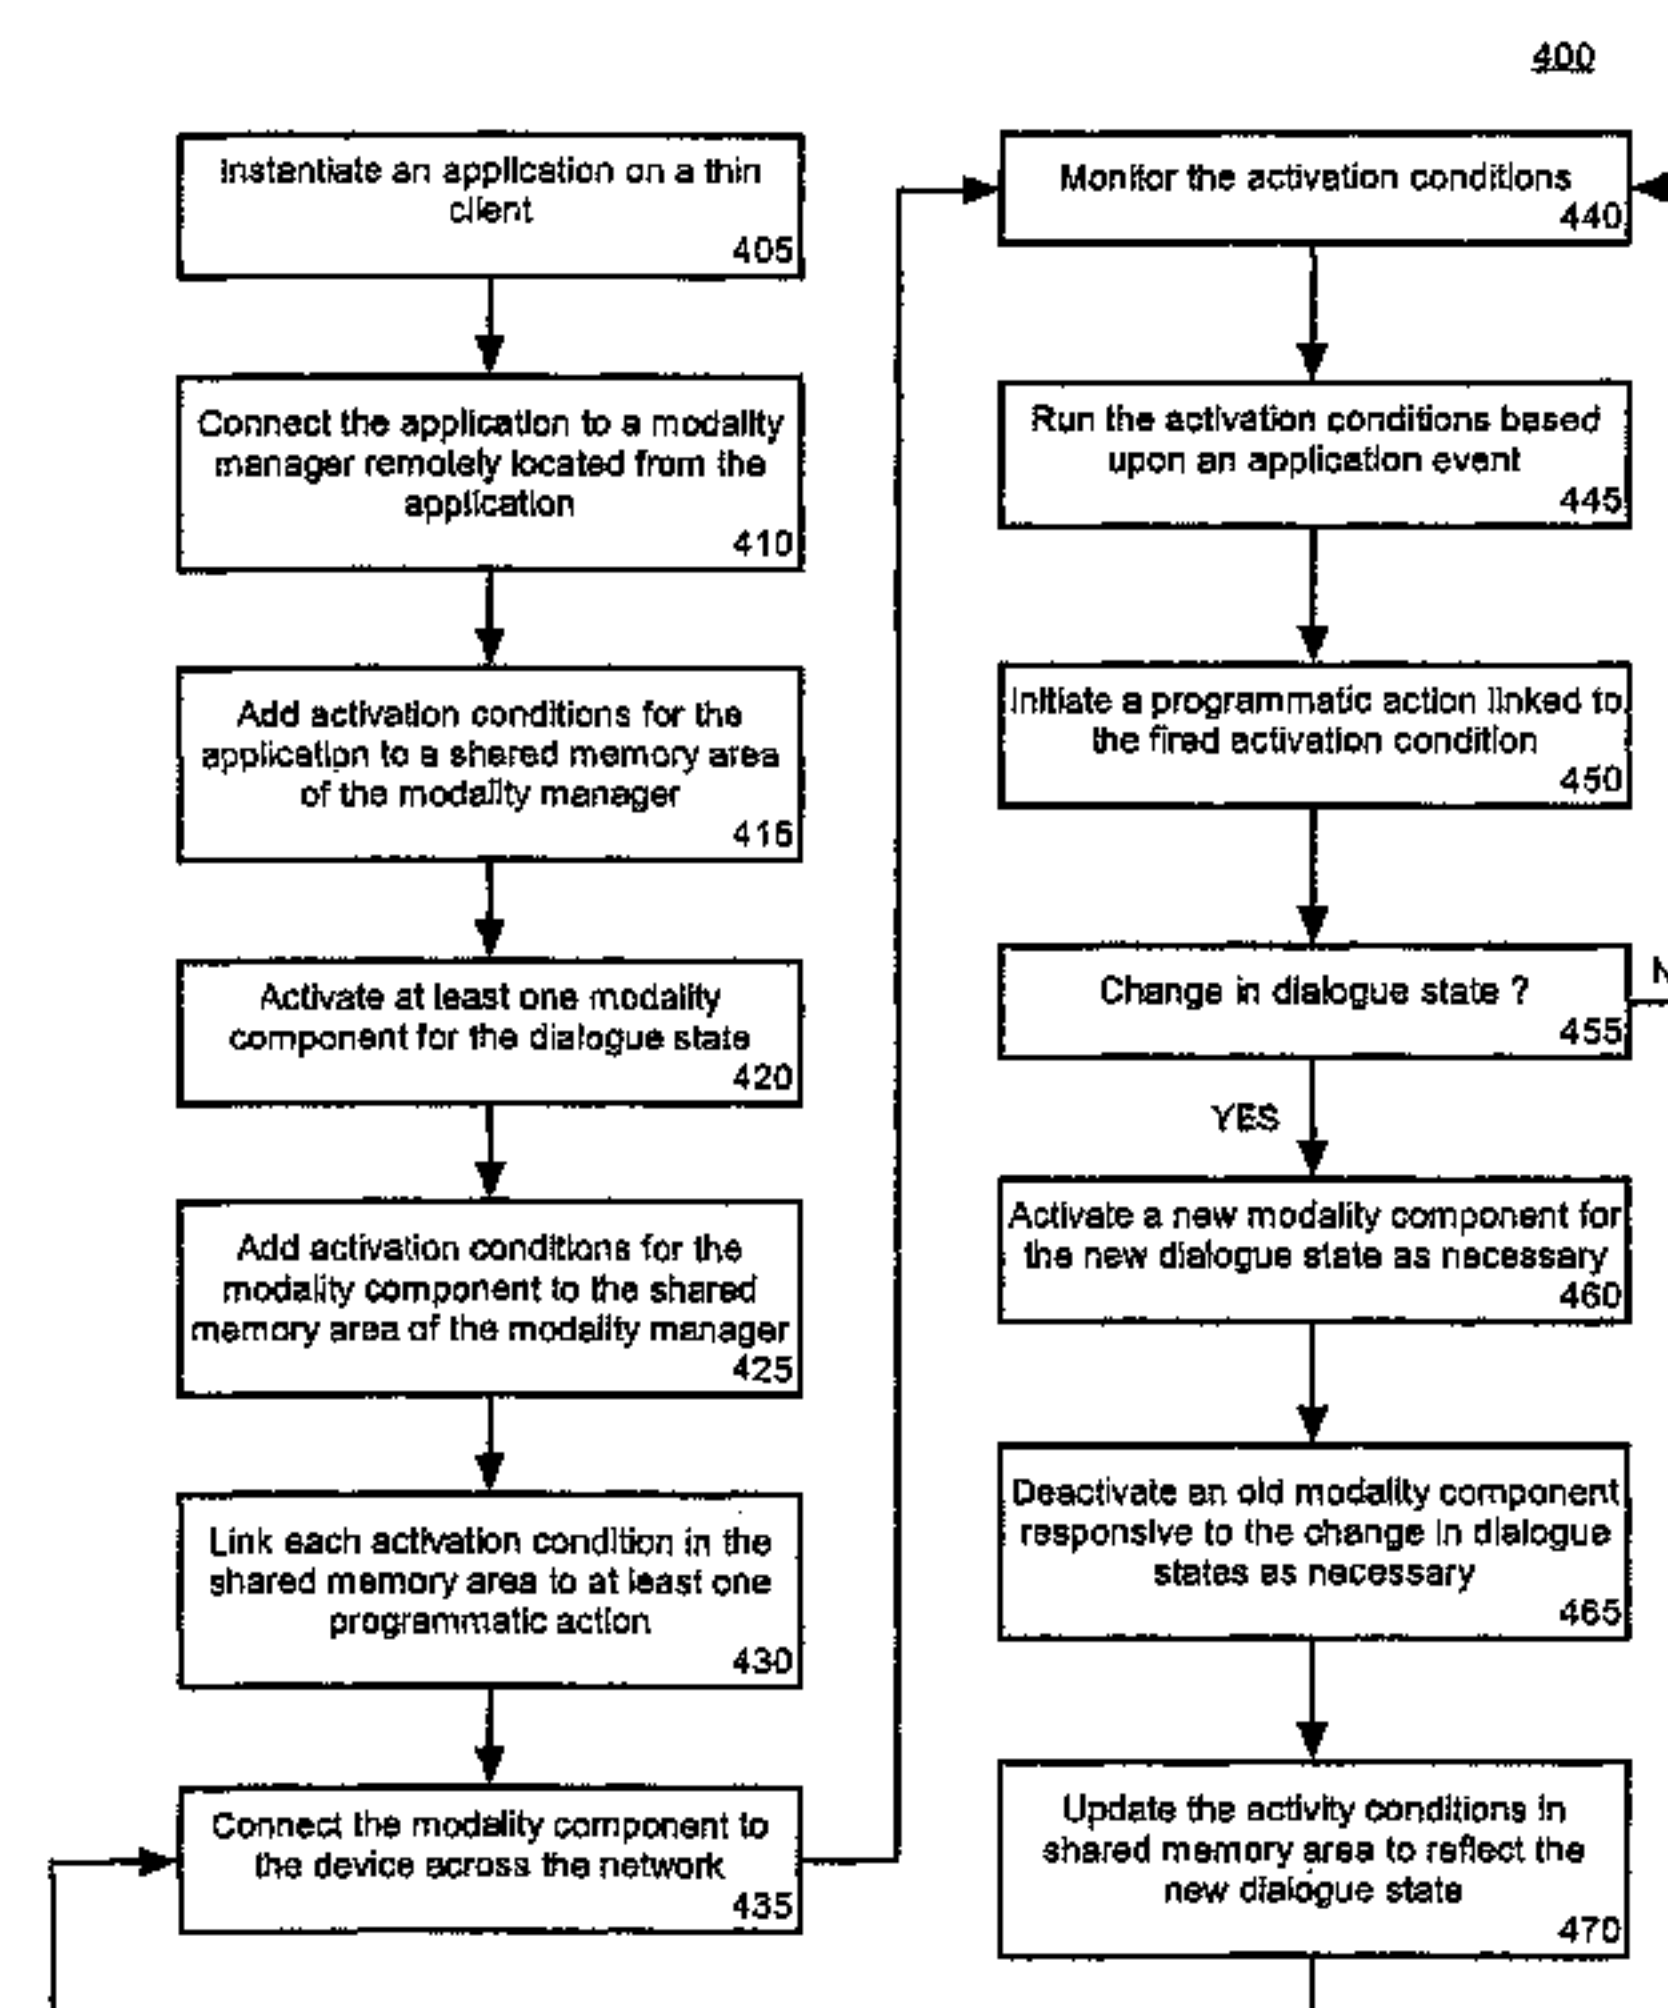 400
Instantiate an application on a thin
client
405
Connect the application to a modality
manager remotely located from the
application
410
Add activation conditions for the
application to a shared memory area
of the modality manager
415
Activate at least one modality
component for the dialogue state
420
Add activation conditions for the
modality component to the shared
memory area of the modality manager
425
Link each activation condition in the
shared memory area to at least one
programmatic action
430
Connect the modality component to
the device across the network
435
Monitor the activation conditions
440
Run the activation conditions based
upon an application event
445
Initiate a programmatic action linked to
the fired activation condition
450
Change in dialogue state ?
455
YES
Activate a new modality component for
the new dialogue state as necessary
460
Deactivate an old modality component
responsive to the change in dialogue
states as necessary
465
Update the activity conditions in
shared memory area to reflect the
new dialogue state
470